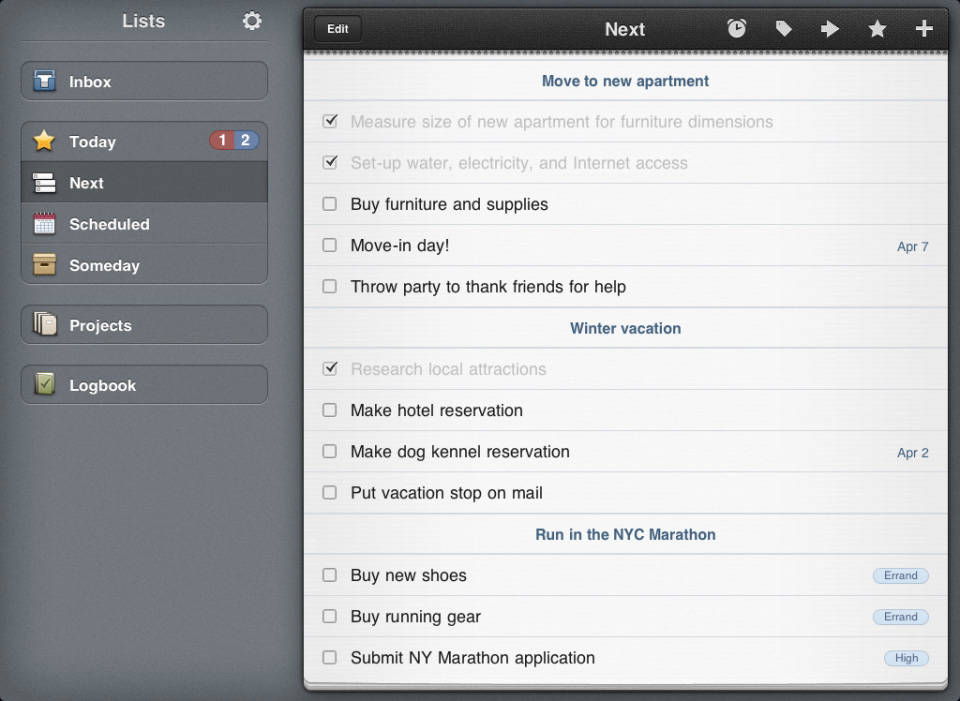 Lists
Inbox
Today 1 2
Next
Scheduled
Someday
Projects
Logbook
Edit Next
Move to new apartment
Measure size of new apartment for furniture dimensions
Set-up water, electricity, and Internet access
Buy furniture and supplies
Move-in day! Apr 7
Throw party to thank friends for help
Winter vacation
Research local attractions
Make hotel reservation
Make dog kennel reservation Apr 2
Put vacation stop on mail
Run in the NYC Marathon
Buy new shoes Errand
Buy running gear Errand
Submit NY Marathon application High